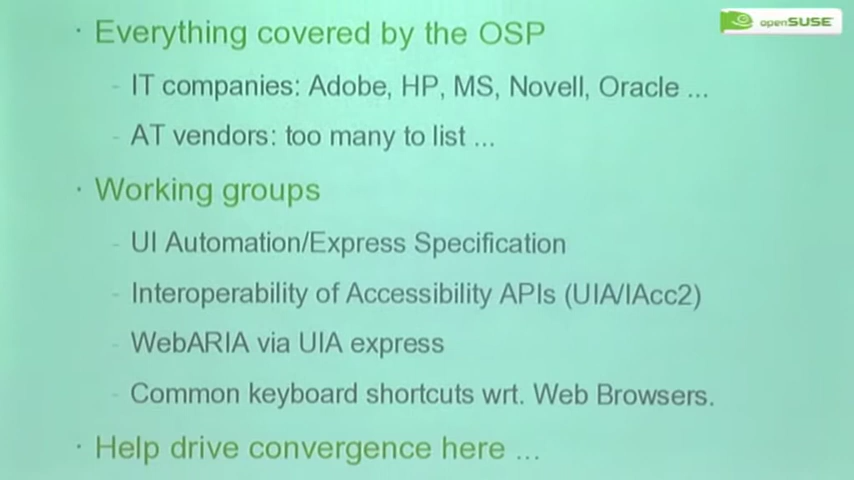 openSUSE
· Everything covered by the OSP
- IT companies: Adobe, HP, MS, Novell, Oracle ...
- AT vendors: too many to list ...
· Working groups
- UI Automation/Express Specification
- Interoperability of Accessibility APIs (UIA/IAcc2)
- WebARIA via UIA express
- Common keyboard shortcuts wrt. Web Browsers.
· Help drive convergence here ...